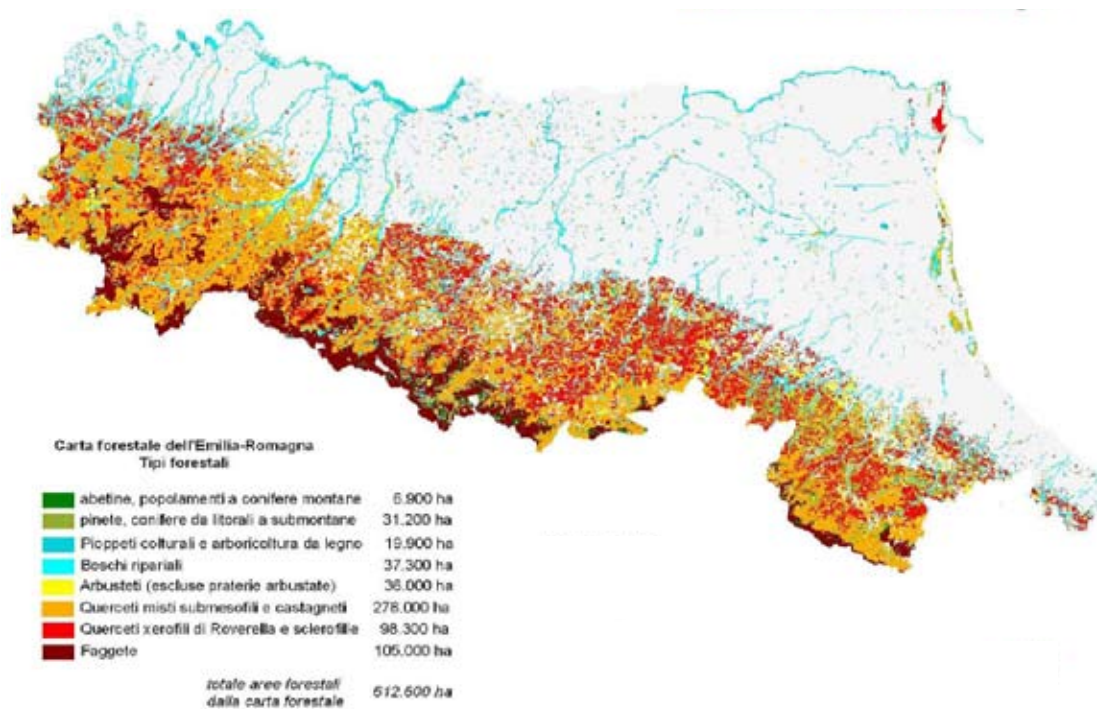 Carta forestale dell'Emilia-Romagna
Tipi forestali
abetine, popolamenti a conifere montane 6.900 ha
pinete, conifere da litorali a submontane 31.200 ha
Pioppeti colturali e arboricoltura da legno 19.900 ha
Boschi ripariali 37.300 ha
Arbusteti (escluse praterie arbustate) 36.000 ha
Querceti misti submesofili e castagneti 278.000 ha
Querceti xerofili di Roverella e sclerofille 98.300 ha
Faggete 105.000 ha
totale aree forestali
dalla carta forestale 612.600 ha